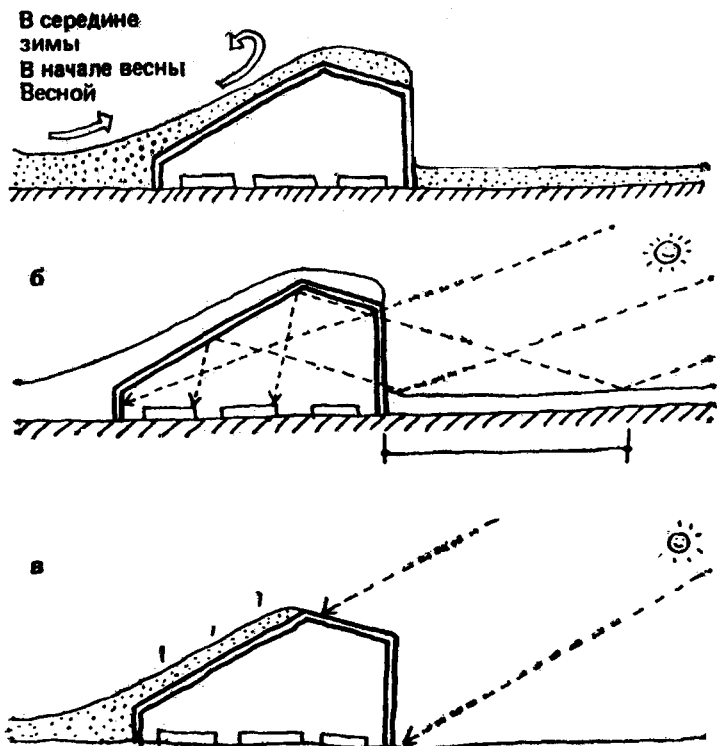 В середине
зимы
В начале весны
Весной
б
в